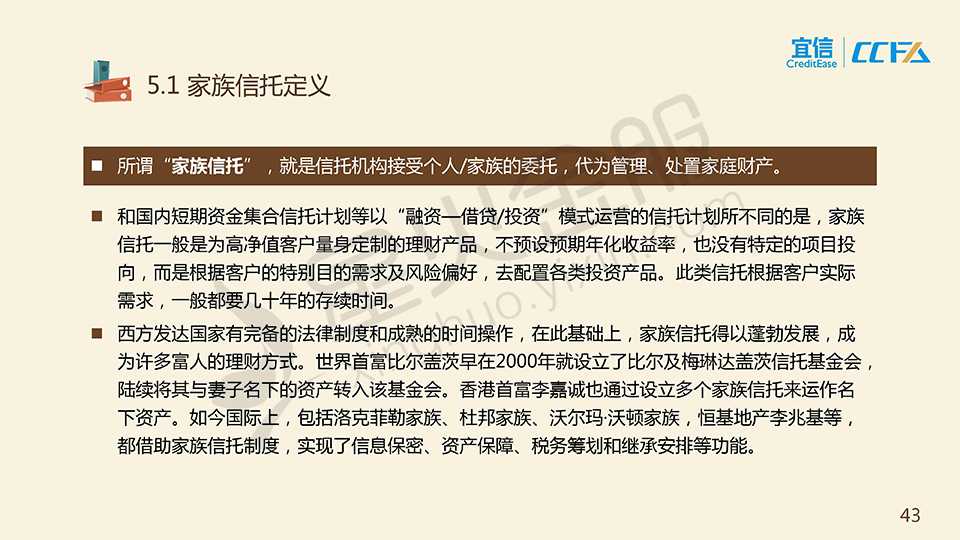 宜信
CreditEase
CCFA
5.1 家族信托定义
所谓“家族信托”，就是信托机构接受个人/家族的委托，代为管理、处置家庭财产。
和国内短期资金集合信托计划等以“融资—借贷/投资”模式运营的信托计划所不同的是，家族
信托一般是为高净值客户量身定制的理财产品，不预设预期年化收益率，也没有特定的项目投
向，而是根据客户的特别目的需求及风险偏好，去配置各类投资产品。此类信托根据客户实际
需求，一般都要几十年的存续时间。
西方发达国家有完备的法律制度和成熟的时间操作，在此基础上，家族信托得以蓬勃发展，成
为许多富人的理财方式。世界首富比尔盖茨早在2000年就设立了比尔及梅琳达盖茨信托基金会，
陆续将其与妻子名下的资产转入该基金会。香港首富李嘉诚也通过设立多个家族信托来运作名
下资产。如今国际上，包括洛克菲勒家族、杜邦家族、沃尔玛·沃顿家族，恒基地产李兆基等，
都借助家族信托制度，实现了信息保密、资产保障、税务筹划和继承安排等功能。
星火金服
xinghuo.yixin.com
43